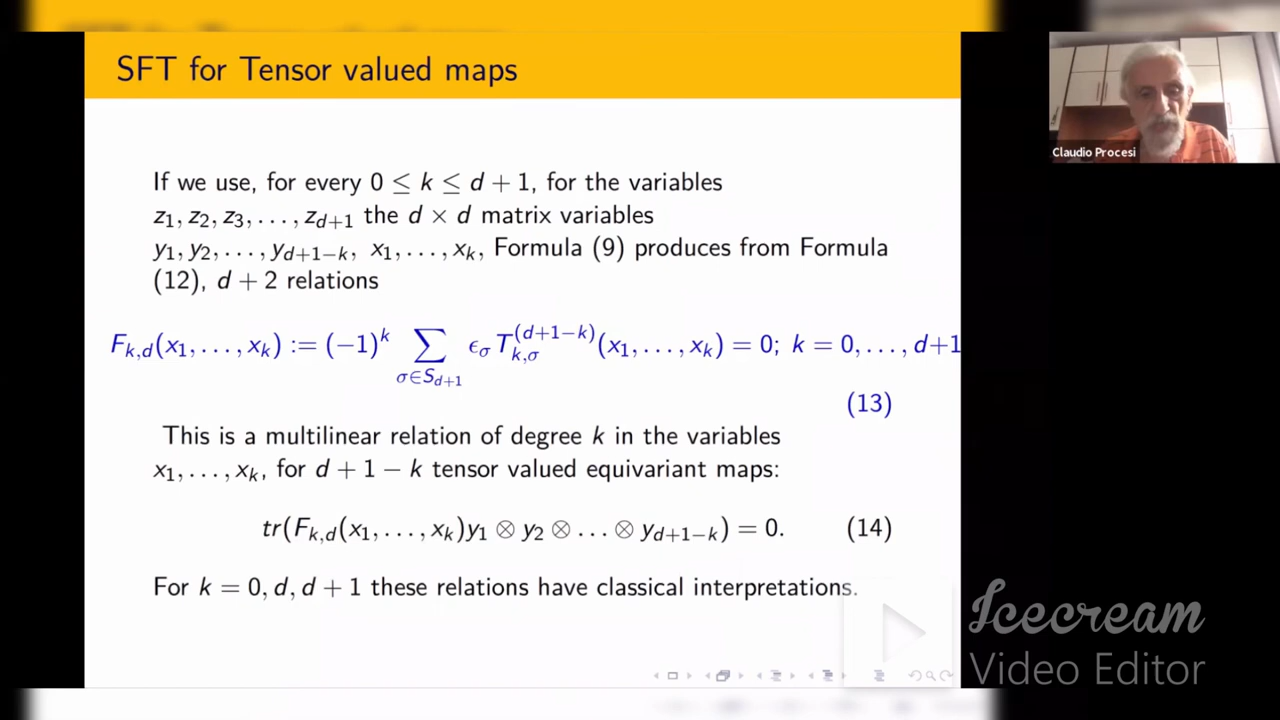 SFT for Tensor valued maps
Claudio Procesi
If we use, for every 0 ≤ k ≤ d + 1, for the variables
z₁, z₂, z₃, . . . , z_{d+1} the d × d matrix variables
y₁, y₂, . . . , y_{d+1−k}, x₁, . . . , x_k, Formula (9) produces from Formula
(12), d + 2 relations
F_{k,d}(x₁, . . . , x_k) := (−1)^k ∑_{σ∈S_{d+1}} ϵ_σ T_{k,σ}^{(d+1−k)}(x₁, . . . , x_k) = 0; k = 0, . . . , d+1
(13)
This is a multilinear relation of degree k in the variables
x₁, . . . , x_k, for d + 1 − k tensor valued equivariant maps:
tr(F_{k,d}(x₁, . . . , x_k)y₁ ⊗ y₂ ⊗ . . . ⊗ y_{d+1−k}) = 0. (14)
For k = 0, d, d + 1 these relations have classical interpretations.
Icecream
Video Editor